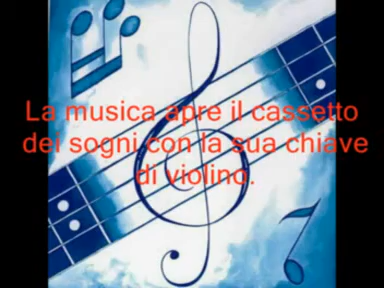 La musica apre il cassetto
dei sogni con la sua chiave
di violino.